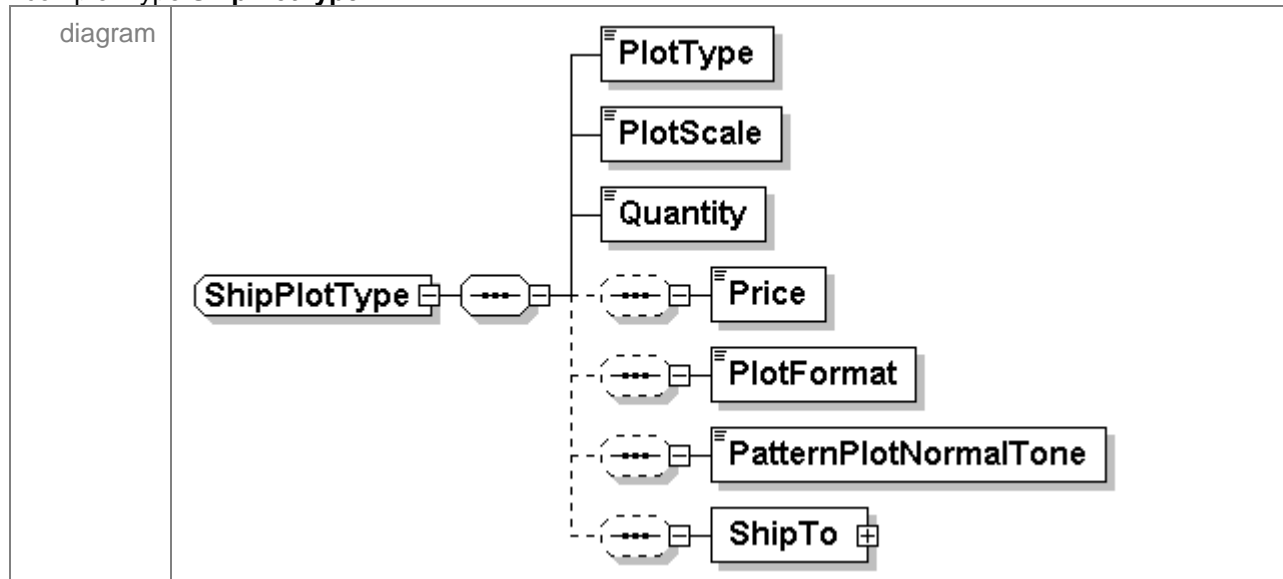 diagram
PlotType
PlotScale
Quantity
ShipPlotType
Price
PlotFormat
PatternPlotNormalTone
ShipTo